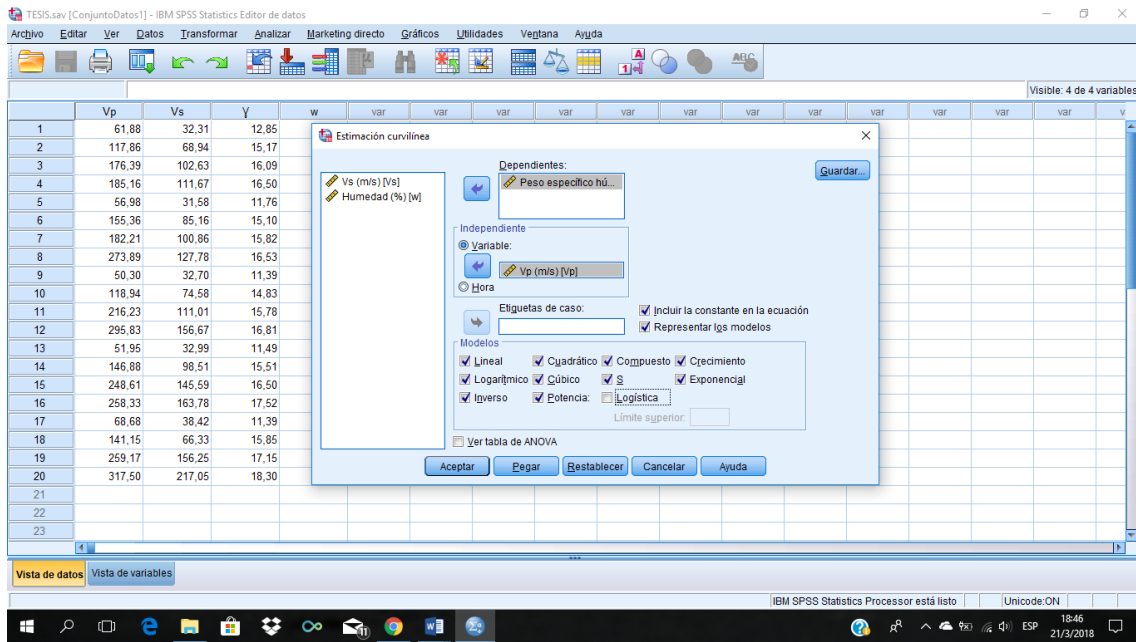 TESIS.sav [ConjuntoDatos1] - IBM SPSS Statistics Editor de datos
Archivo Editar Ver Datos Transformar Analizar Marketing directo Gráficos Utilidades Ventana Ayuda
Visible: 4 de 4 variables
Vp Vs Y w var var var var var var var var var var var var
1 61,88 32,31 12,85
2 117,86 68,94 15,17
3 176,39 102,63 16,09
4 185,16 111,67 16,50
5 56,98 31,58 11,76
6 155,36 85,16 15,10
7 182,21 100,86 15,82
8 273,89 127,78 16,53
9 50,30 32,70 11,39
10 118,94 74,58 14,83
11 216,23 111,01 15,78
12 295,83 156,67 16,81
13 51,95 32,99 11,49
14 146,88 98,51 15,51
15 248,61 145,59 16,50
16 258,33 163,78 17,52
17 68,68 38,42 11,39
18 141,15 66,33 15,85
19 259,17 156,25 17,15
20 317,50 217,05 18,30
21
22
23
Estimación curvilínea
Vs (m/s) [Vs]
Humedad (%) [w]
Dependientes:
Peso específico hú...
Guardar...
Independiente
Variable:
Vp (m/s) [Vp]
Hora
Etiquetas de caso:
Incluir la constante en la ecuación
Representar los modelos
Modelos
Lineal Cuadrático Compuesto Crecimiento
Logarítmico Cúbico S Exponencial
Inverso Potencia: Logística
Límite superior:
Ver tabla de ANOVA
Aceptar Pegar Restablecer Cancelar Ayuda
Vista de datos Vista de variables
IBM SPSS Statistics Processor está listo Unicode:ON
ESP
18:46
21/3/2018